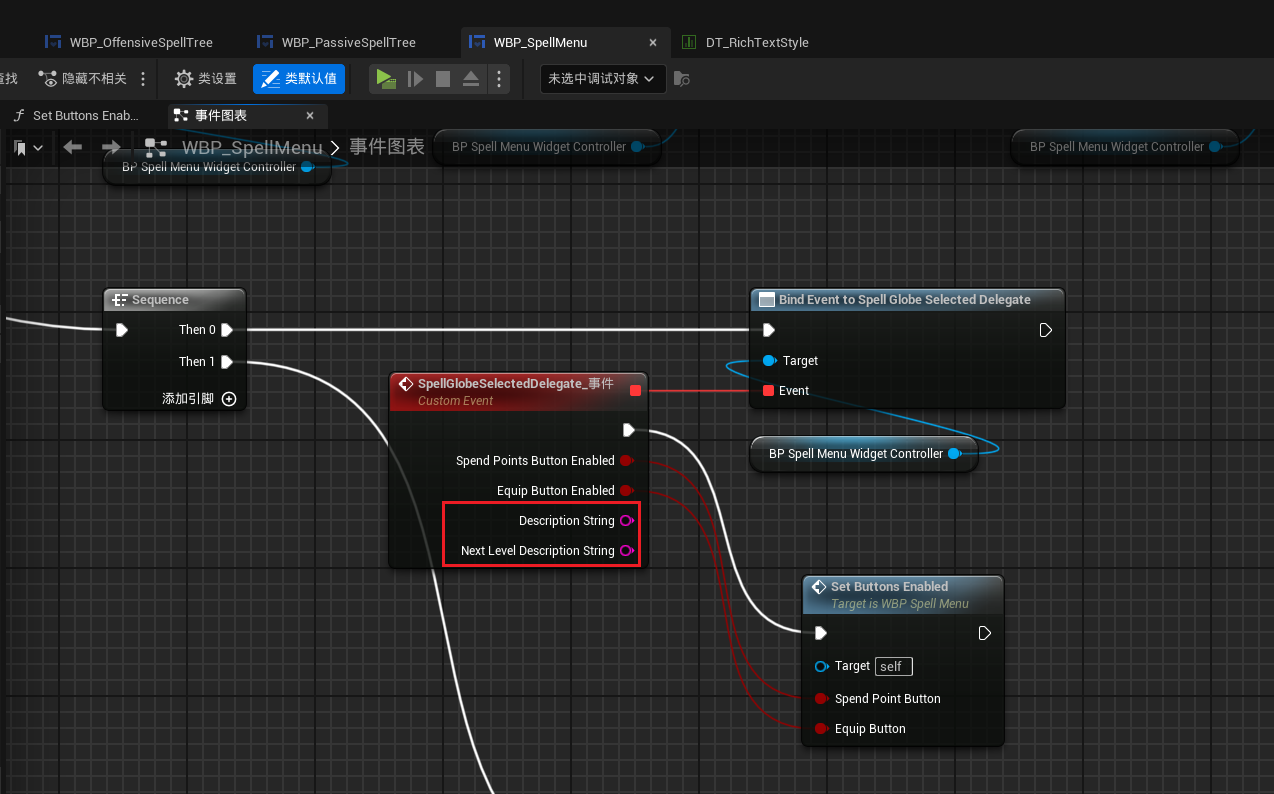 WBP_OffensiveSpellTree
WBP_PassiveSpellTree
WBP_SpellMenu
DT_RichTextStyle
找
隐藏不相关
类设置
类默认值
未选中调试对象
Set Buttons Enab...
事件图表
WBP_SpellMenu
事件图表
BP Spell Menu Widget Controller
BP Spell Menu Widget Controller
BP Spell Menu Widget Controller
Sequence
Then 0
Then 1
添加引脚
Bind Event to Spell Globe Selected Delegate
Target
Event
SpellGlobeSelectedDelegate_事件
Custom Event
Spend Points Button Enabled
Equip Button Enabled
Description String
Next Level Description String
BP Spell Menu Widget Controller
Set Buttons Enabled
Target is WBP Spell Menu
Target self
Spend Point Button
Equip Button